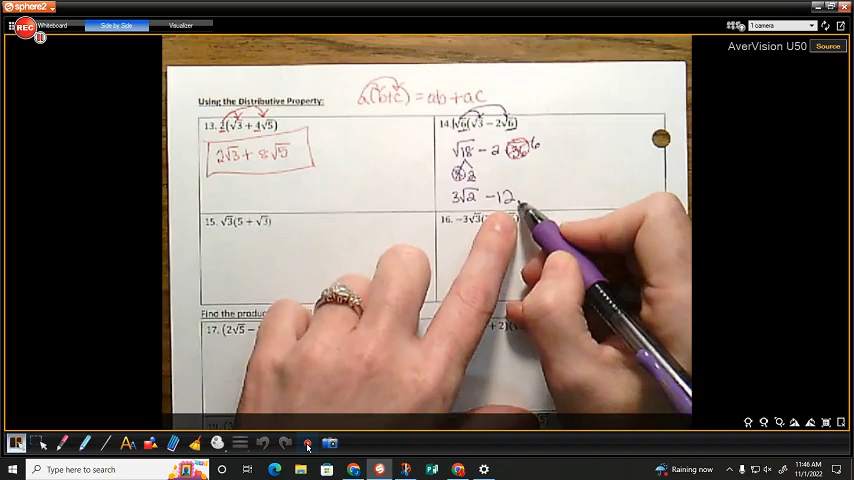 sphere2
REC
Whiteboard
Side by Side
Visualizer
1 camera
AverVision U50
Source
Using the Distributive Property:
a(b+c) = ab + ac
13. 2(√3 + 4√5)
2√3 + 8√5
14. √6(√3 − 2√6)
√18 − 2 36 6
9 2
3√2 − 12
15. √3(5 + √3)
16. −3√3(
Find the produc
17. (2√5 −
+ 2)(
Type here to search
Raining now
11:46 AM
11/1/2022